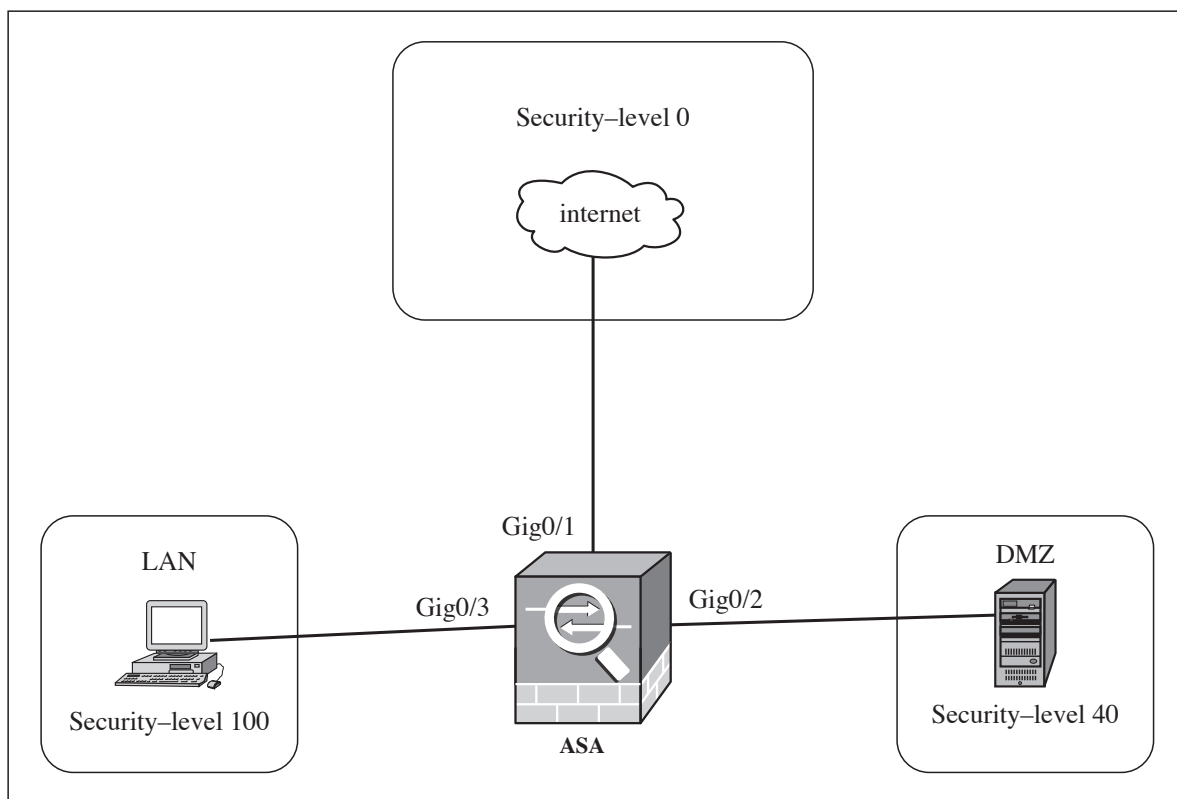 Security–level 0
internet
Gig0/1
LAN
DMZ
Gig0/3
Gig0/2
Security–level 100
Security–level 40
ASA